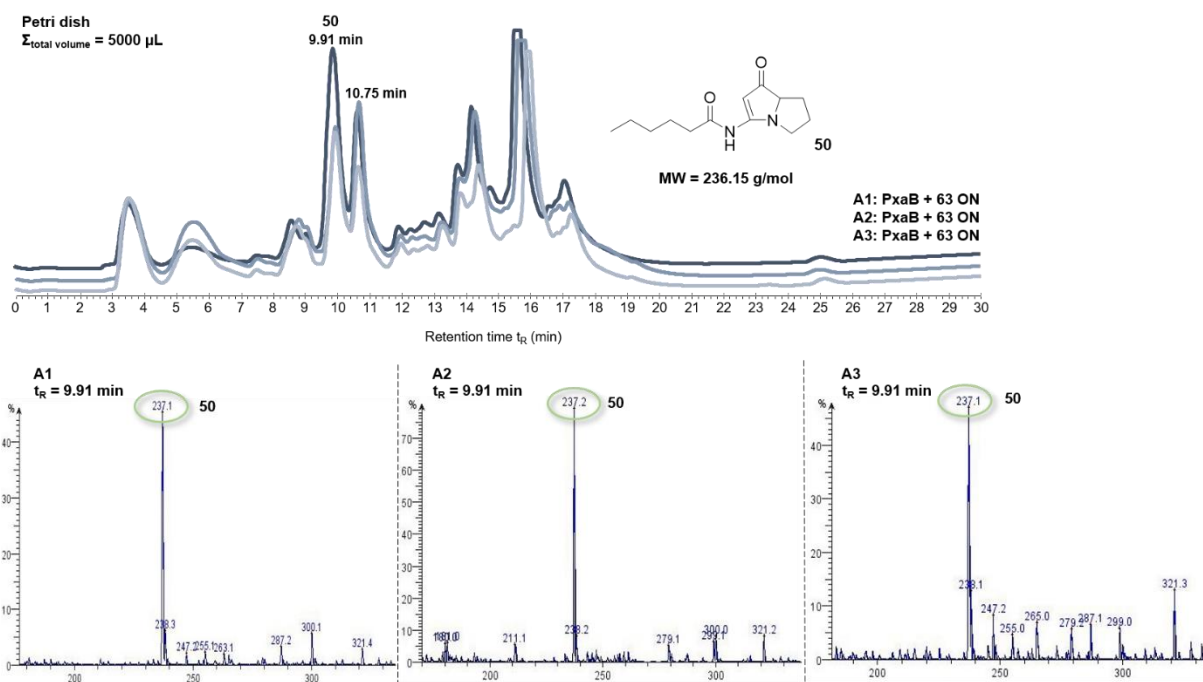 Petri dish
Σtotal volume = 5000 µL
50
9.91 min
10.75 min
O
O
N
H
N
50
MW = 236.15 g/mol
A1: PxaB + 63 ON
A2: PxaB + 63 ON
A3: PxaB + 63 ON
0 1 2 3 4 5 6 7 8 9 10 11 12 13 14 15 16 17 18 19 20 21 22 23 24 25 26 27 28 29 30
Retention time tR (min)
A1
tR = 9.91 min
%
237.1
50
40
30
20
10
0
238.3
247.2
255.1
263.1
287.2
300.1
321.4
200
250
300
A2
tR = 9.91 min
%
237.2
50
70
60
50
40
30
20
10
0
211.1
238.2
279.1
300.0
321.2
200
250
300
A3
tR = 9.91 min
%
237.1
50
40
30
20
10
0
238.1
247.2
255.0
265.0
279.2
287.1
299.0
321.3
200
250
300